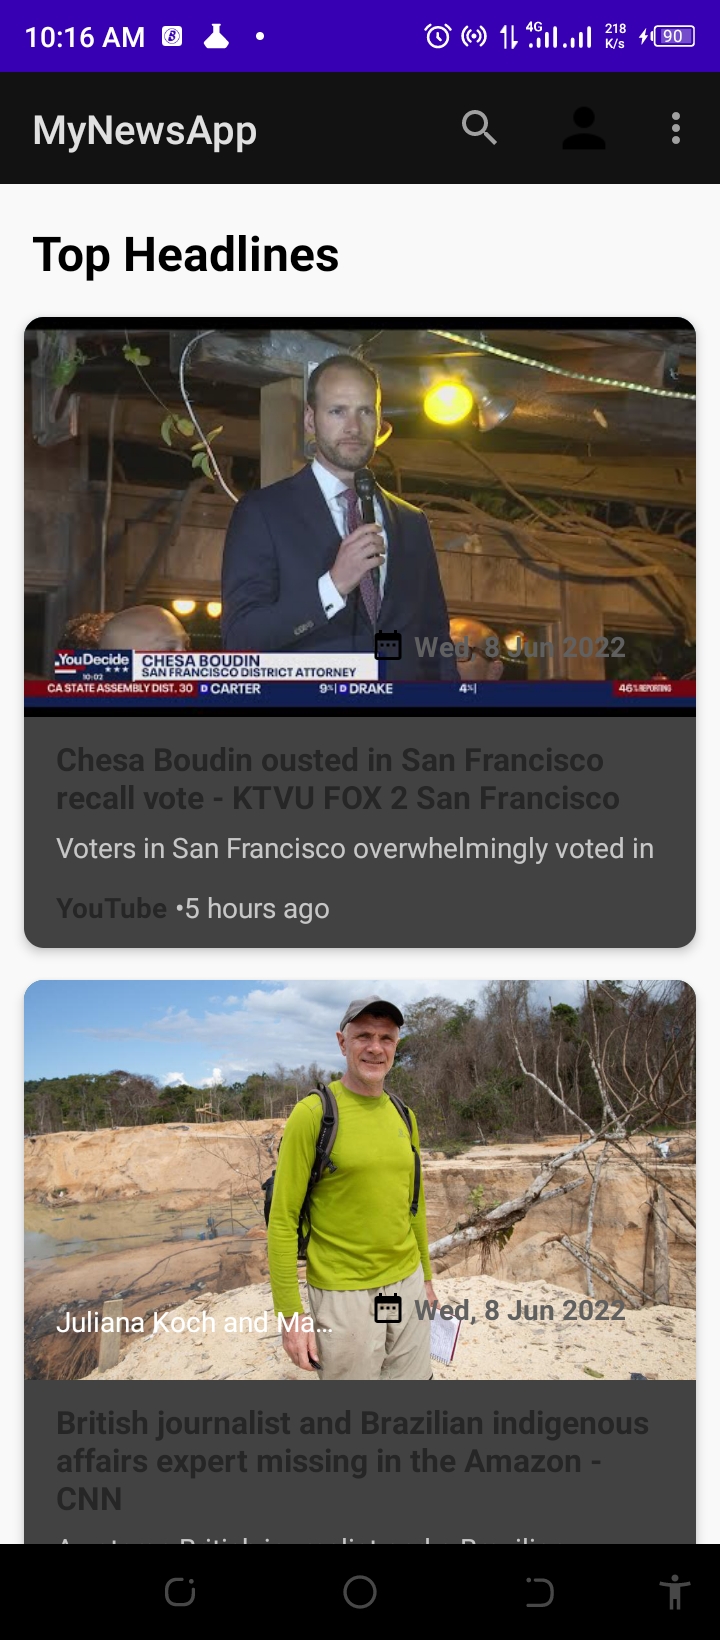 10:16 AM
4G
218
K/s
90
MyNewsApp
Top Headlines
Wed, 8 Jun 2022
YouDecide
10:02
CHESA BOUDIN
SAN FRANCISCO DISTRICT ATTORNEY
CA STATE ASSEMBLY DIST. 30 D CARTER 9% D DRAKE 4% 46% REPORTING
Chesa Boudin ousted in San Francisco
recall vote - KTVU FOX 2 San Francisco
Voters in San Francisco overwhelmingly voted in
YouTube •5 hours ago
Juliana Koch and Ma…
Wed, 8 Jun 2022
British journalist and Brazilian indigenous
affairs expert missing in the Amazon -
CNN